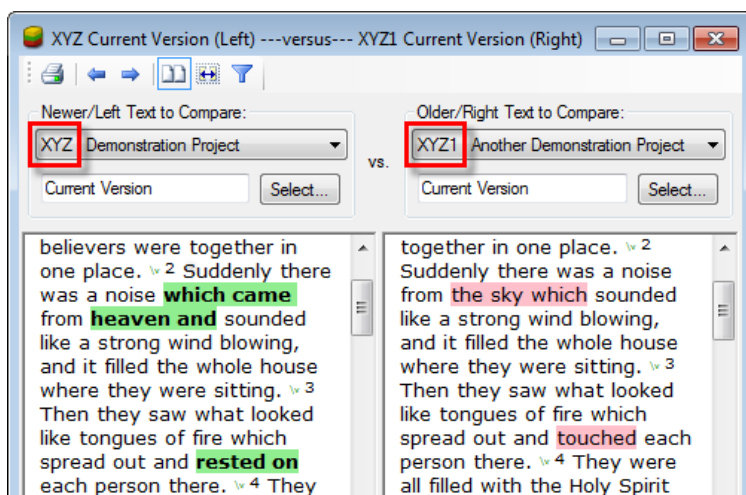 XYZ Current Version (Left) ---versus--- XYZ1 Current Version (Right)
Newer/Left Text to Compare:
XYZ Demonstration Project
vs.
Current Version
Select...
Older/Right Text to Compare:
XYZ1 Another Demonstration Project
Current Version
Select...
believers were together in
one place. \v 2 Suddenly there
was a noise which came
from heaven and sounded
like a strong wind blowing,
and it filled the whole house
where they were sitting. \v 3
Then they saw what looked
like tongues of fire which
spread out and rested on
each person there. \v 4 They
together in one place. \v 2
Suddenly there was a noise
from the sky which sounded
like a strong wind blowing,
and it filled the whole house
where they were sitting. \v 3
Then they saw what looked
like tongues of fire which
spread out and touched each
person there. \v 4 They were
all filled with the Holy Spirit